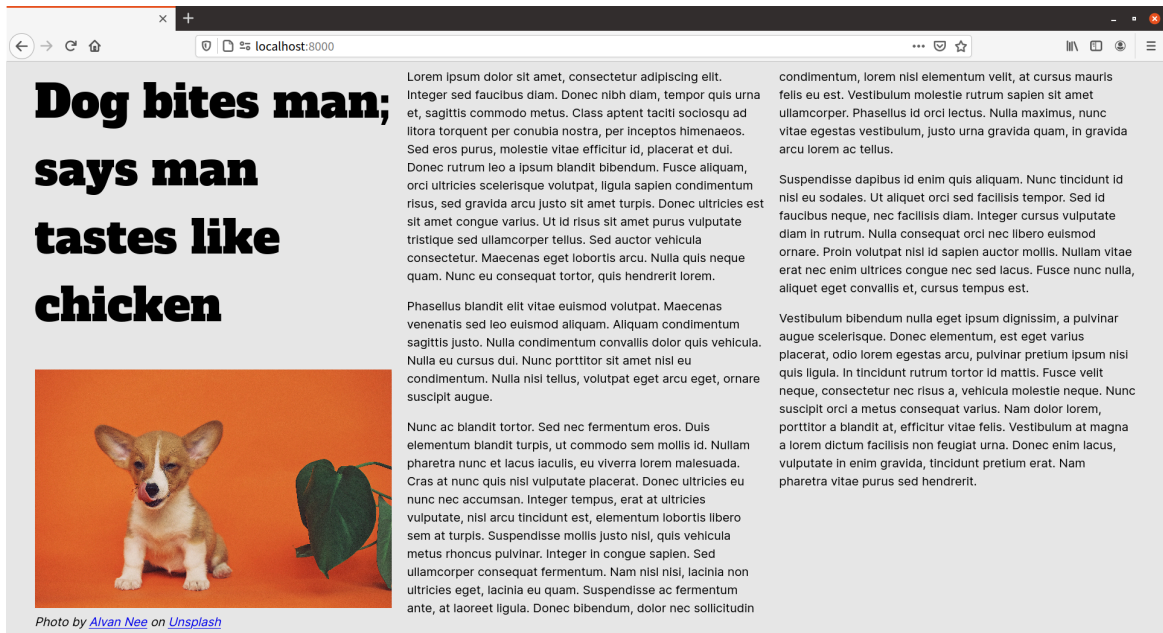 localhost:8000
Dog bites man;
says man
tastes like
chicken
Photo by Alvan Nee on Unsplash
Lorem ipsum dolor sit amet, consectetur adipiscing elit.
Integer sed faucibus diam. Donec nibh diam, tempor quis urna
et, sagittis commodo metus. Class aptent taciti sociosqu ad
litora torquent per conubia nostra, per inceptos himenaeos.
Sed eros purus, molestie vitae efficitur id, placerat et dui.
Donec rutrum leo a ipsum blandit bibendum. Fusce aliquam,
orci ultricies scelerisque volutpat, ligula sapien condimentum
risus, sed gravida arcu justo sit amet turpis. Donec ultricies est
sit amet congue varius. Ut id risus sit amet purus vulputate
tristique sed ullamcorper tellus. Sed auctor vehicula
consectetur. Maecenas eget lobortis arcu. Nulla quis neque
quam. Nunc eu consequat tortor, quis hendrerit lorem.
Phasellus blandit elit vitae euismod volutpat. Maecenas
venenatis sed leo euismod aliquam. Aliquam condimentum
sagittis justo. Nulla condimentum convallis dolor quis vehicula.
Nulla eu cursus dui. Nunc porttitor sit amet nisl eu
condimentum. Nulla nisi tellus, volutpat eget arcu eget, ornare
suscipit augue.
Nunc ac blandit tortor. Sed nec fermentum eros. Duis
elementum blandit turpis, ut commodo sem mollis id. Nullam
pharetra nunc et lacus iaculis, eu viverra lorem malesuada.
Cras at nunc quis nisl vulputate placerat. Donec ultricies eu
nunc nec accumsan. Integer tempus, erat at ultricies
vulputate, nisl arcu tincidunt est, elementum lobortis libero
sem at turpis. Suspendisse mollis justo nisl, quis vehicula
metus rhoncus pulvinar. Integer in congue sapien. Sed
ullamcorper consequat fermentum. Nam nisl nisi, lacinia non
ultricies eget, lacinia eu quam. Suspendisse ac fermentum
ante, at laoreet ligula. Donec bibendum, dolor nec sollicitudin
condimentum, lorem nisl elementum velit, at cursus mauris
felis eu est. Vestibulum molestie rutrum sapien sit amet
ullamcorper. Phasellus id orci lectus. Nulla maximus, nunc
vitae egestas vestibulum, justo urna gravida quam, in gravida
arcu lorem ac tellus.
Suspendisse dapibus id enim quis aliquam. Nunc tincidunt id
nisl eu sodales. Ut aliquet orci sed facilisis tempor. Sed id
faucibus neque, nec facilisis diam. Integer cursus vulputate
diam in rutrum. Nulla consequat orci nec libero euismod
ornare. Proin volutpat nisl id sapien auctor mollis. Nullam vitae
erat nec enim ultrices congue nec sed lacus. Fusce nunc nulla,
aliquet eget convallis et, cursus tempus est.
Vestibulum bibendum nulla eget ipsum dignissim, a pulvinar
augue scelerisque. Donec elementum, est eget varius
placerat, odio lorem egestas arcu, pulvinar pretium ipsum nisi
quis ligula. In tincidunt rutrum tortor id mattis. Fusce velit
neque, consectetur nec risus a, vehicula molestie neque. Nunc
suscipit orci a metus consequat varius. Nam dolor lorem,
porttitor a blandit at, efficitur vitae felis. Vestibulum at magna
a lorem dictum facilisis non feugiat urna. Donec enim lacus,
vulputate in enim gravida, tincidunt pretium erat. Nam
pharetra vitae purus sed hendrerit.